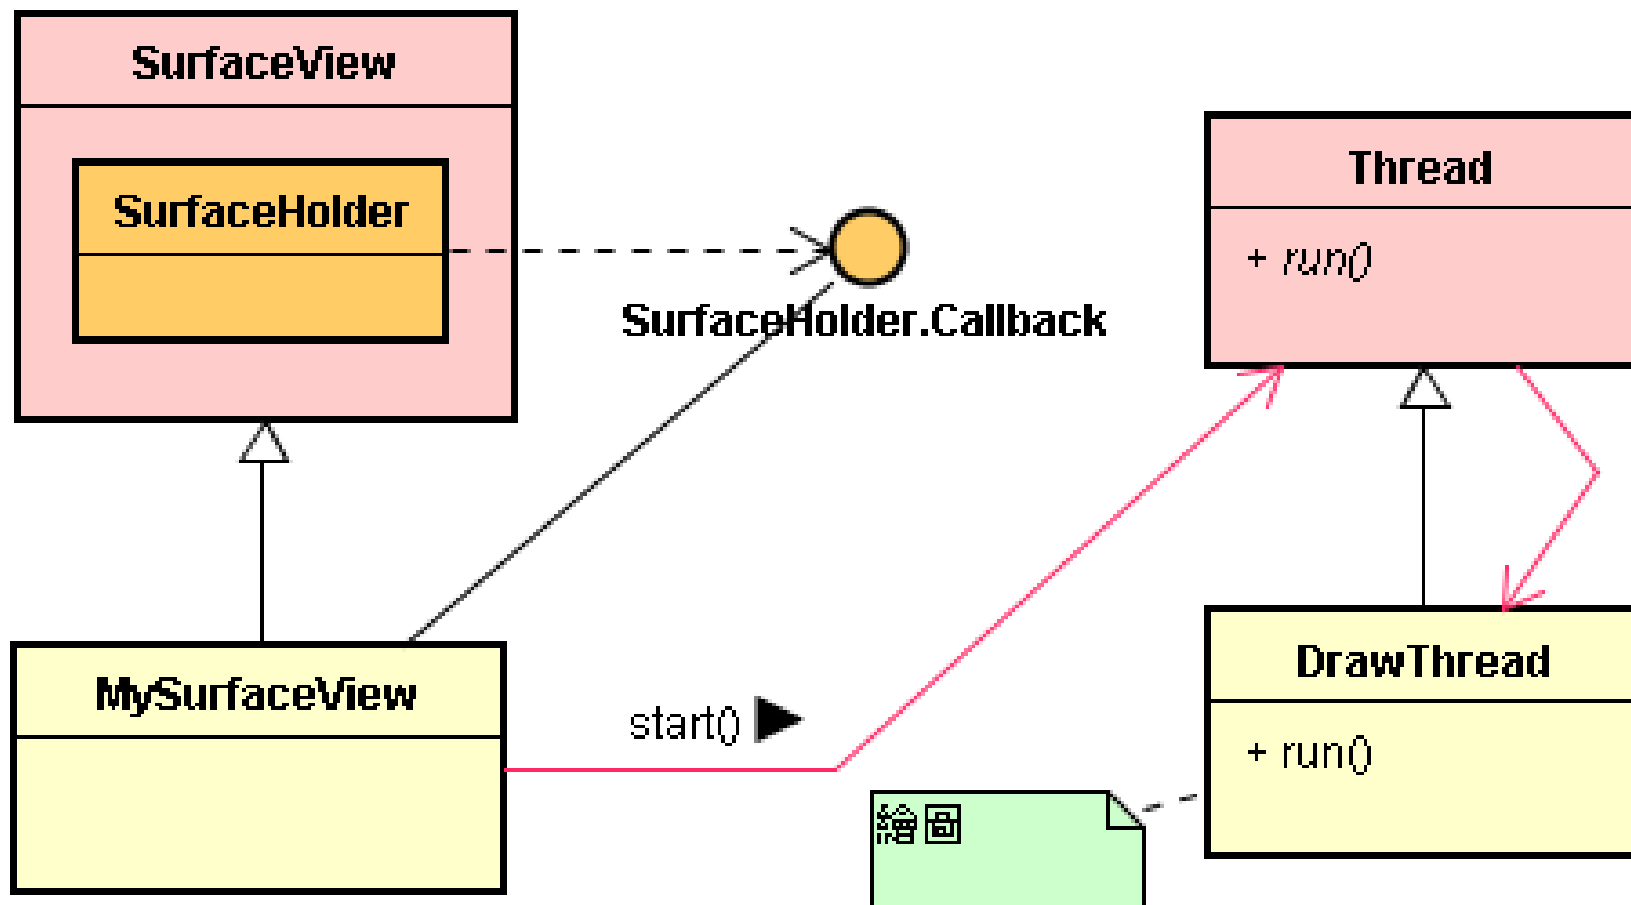 SurfaceView
SurfaceHolder
SurfaceHolder.Callback
Thread
+ run()
MySurfaceView
start()
DrawThread
+ run()
繪圖